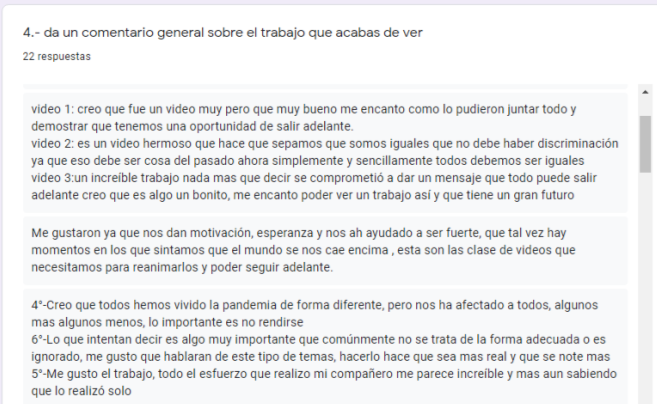 4.- da un comentario general sobre el trabajo que acabas de ver
22 respuestas
video 1: creo que fue un video muy pero que muy bueno me encanto como lo pudieron juntar todo y
demostrar que tenemos una oportunidad de salir adelante.
video 2: es un video hermoso que hace que sepamos que somos iguales que no debe haber discriminación
ya que eso debe ser cosa del pasado ahora simplemente y sencillamente todos debemos ser iguales
video 3:un increíble trabajo nada mas que decir se comprometió a dar un mensaje que todo puede salir
adelante creo que es algo un bonito, me encanto poder ver un trabajo así y que tiene un gran futuro
Me gustaron ya que nos dan motivación, esperanza y nos ah ayudado a ser fuerte, que tal vez hay
momentos en los que sintamos que el mundo se nos cae encima , esta son las clase de videos que
necesitamos para reanimarlos y poder seguir adelante.
4°-Creo que todos hemos vivido la pandemia de forma diferente, pero nos ha afectado a todos, algunos
mas algunos menos, lo importante es no rendirse
6°-Lo que intentan decir es algo muy importante que comúnmente no se trata de la forma adecuada o es
ignorado, me gusto que hablaran de este tipo de temas, hacerlo hace que sea mas real y que se note mas
5°-Me gusto el trabajo, todo el esfuerzo que realizo mi compañero me parece increíble y mas aun sabiendo
que lo realizó solo